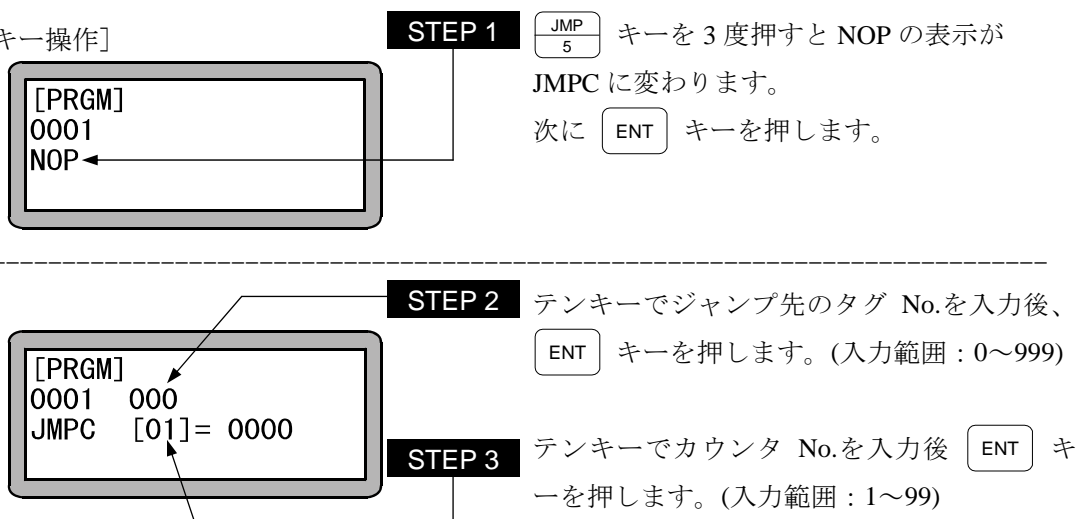 キー操作]
[PRGM]
0001
NOP
STEP 1
JMP
5
キーを 3 度押すと NOP の表示が
JMPC に変わります。
次に ENT キーを押します。
STEP 2
テンキーでジャンプ先のタグ No.を入力後、
ENT キーを押します。(入力範囲：0～999)
[PRGM]
0001 000
JMPC [01]= 0000
STEP 3
テンキーでカウンタ No.を入力後 ENT キ
ーを押します。(入力範囲：1～99)